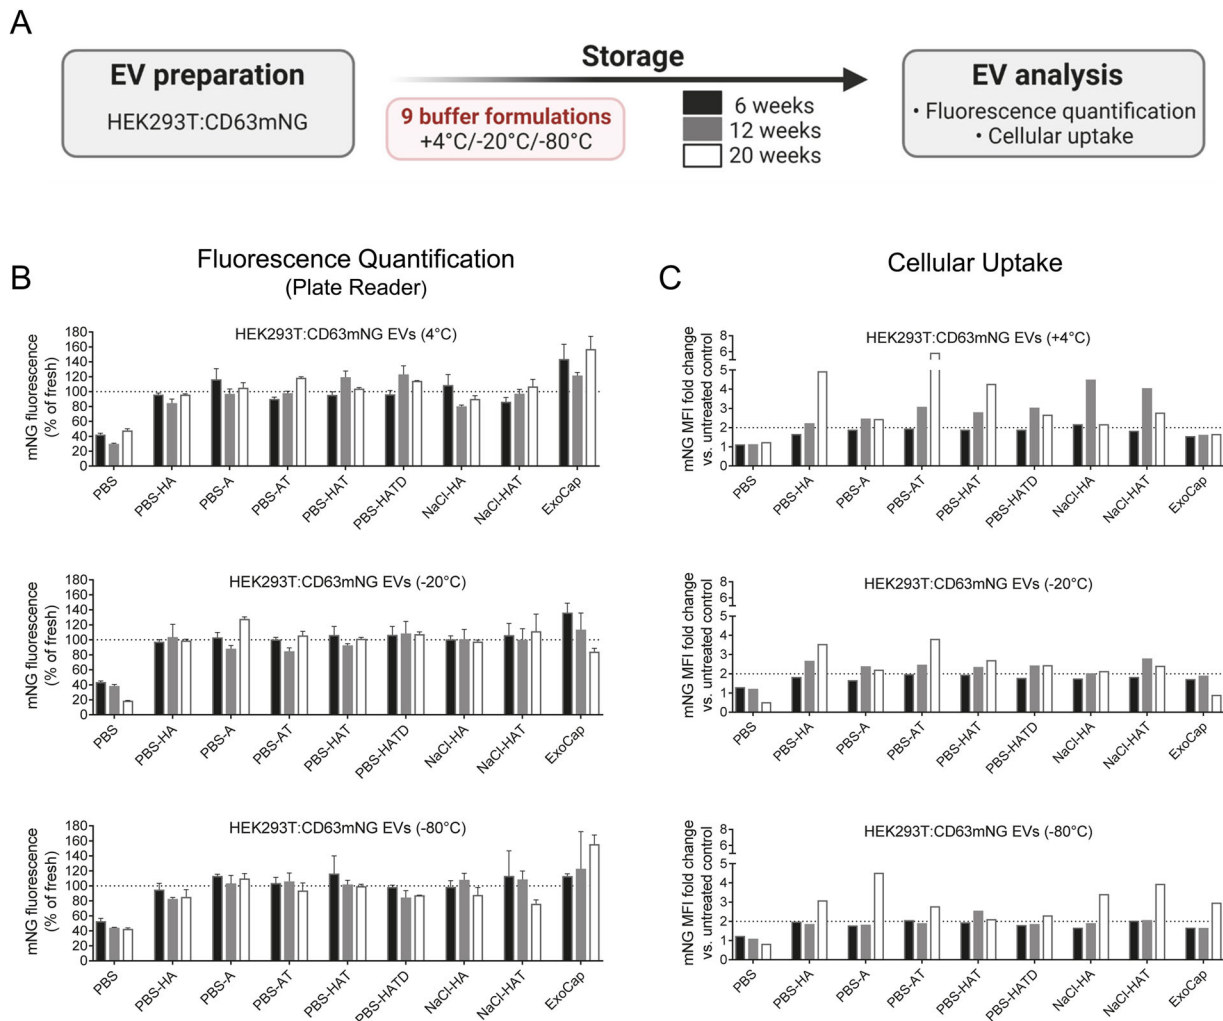 A
EV preparation
HEK293T:CD63mNG
Storage
9 buffer formulations
+4°C/-20°C/-80°C
6 weeks
12 weeks
20 weeks
EV analysis
• Fluorescence quantification
• Cellular uptake
B
Fluorescence Quantification
(Plate Reader)
HEK293T:CD63mNG EVs (4°C)
mNG fluorescence
(% of fresh)
180
160
140
120
100
80
60
40
20
0
PBS
PBS-HA
PBS-A
PBS-AT
PBS-HAT
PBS-HATD
NaCl-HA
NaCl-HAT
ExoCap
HEK293T:CD63mNG EVs (-20°C)
mNG fluorescence
(% of fresh)
180
160
140
120
100
80
60
40
20
0
PBS
PBS-HA
PBS-A
PBS-AT
PBS-HAT
PBS-HATD
NaCl-HA
NaCl-HAT
ExoCap
HEK293T:CD63mNG EVs (-80°C)
mNG fluorescence
(% of fresh)
180
160
140
120
100
80
60
40
20
0
PBS
PBS-HA
PBS-A
PBS-AT
PBS-HAT
PBS-HATD
NaCl-HA
NaCl-HAT
ExoCap
C
Cellular Uptake
HEK293T:CD63mNG EVs (+4°C)
mNG MFI fold change
vs. untreated control
8
6
5
4
3
2
1
0
PBS
PBS-HA
PBS-A
PBS-AT
PBS-HAT
PBS-HATD
NaCl-HA
NaCl-HAT
ExoCap
HEK293T:CD63mNG EVs (-20°C)
mNG MFI fold change
vs. untreated control
8
6
5
4
3
2
1
0
PBS
PBS-HA
PBS-A
PBS-AT
PBS-HAT
PBS-HATD
NaCl-HA
NaCl-HAT
ExoCap
HEK293T:CD63mNG EVs (-80°C)
mNG MFI fold change
vs. untreated control
8
6
5
4
3
2
1
0
PBS
PBS-HA
PBS-A
PBS-AT
PBS-HAT
PBS-HATD
NaCl-HA
NaCl-HAT
ExoCap